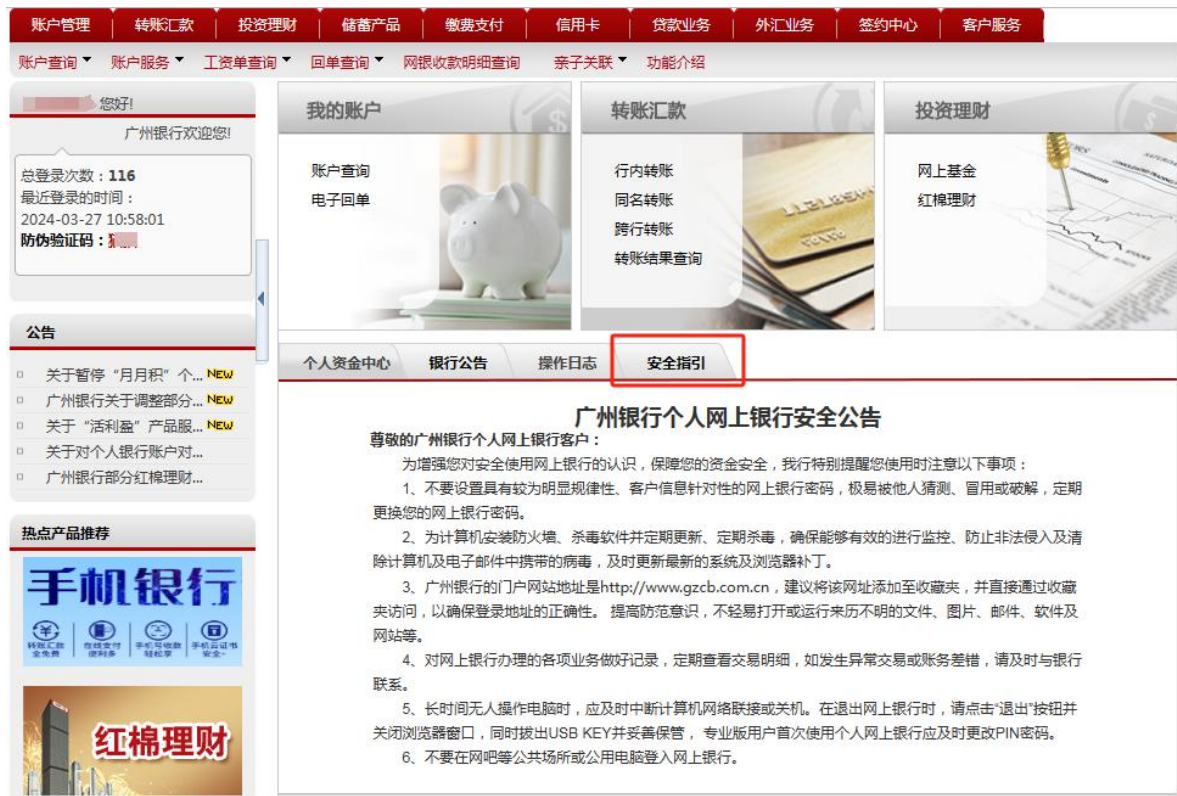 账户管理 转账汇款 投资理财 储蓄产品 缴费支付 信用卡 贷款业务 外汇业务 签约中心 客户服务
账户查询 账户服务 工资单查询 回单查询 网银收款明细查询 亲子关联 功能介绍
您好!
广州银行欢迎您!
总登录次数：116
最近登录的时间：
2024-03-27 10:58:01
防伪验证码：
公告
关于暂停“月月积”个... NEW
广州银行关于调整部分... NEW
关于“活利盈”产品服... NEW
关于对个人银行账户对...
广州银行部分红棉理财...
热点产品推荐
手机银行
转账汇款 在线支付 手机号收款 手机云证书
全免费 便利多 轻松享 安全+
红棉理财
我的账户
账户查询
电子回单
转账汇款
行内转账
同名转账
跨行转账
转账结果查询
投资理财
网上基金
红棉理财
个人资金中心 银行公告 操作日志 安全指引
广州银行个人网上银行安全公告
尊敬的广州银行个人网上银行客户：
为增强您对安全使用网上银行的认识，保障您的资金安全，我行特别提醒您使用时注意以下事项：
1、不要设置具有较为明显规律性、客户信息针对性的网上银行密码，极易被他人猜测、冒用或破解，定期
更换您的网上银行密码。
2、为计算机安装防火墙、杀毒软件并定期更新、定期杀毒，确保能够有效的进行监控、防止非法侵入及清
除计算机及电子邮件中携带的病毒，及时更新最新的系统及浏览器补丁。
3、广州银行的门户网站地址是http://www.gzcb.com.cn，建议将该网址添加至收藏夹，并直接通过收藏
夹访问，以确保登录地址的正确性。 提高防范意识，不轻易打开或运行来历不明的文件、图片、邮件、软件及
网站等。
4、对网上银行办理的各项业务做好记录，定期查看交易明细，如发生异常交易或账务差错，请及时与银行
联系。
5、长时间无人操作电脑时，应及时中断计算机网络联接或关机。在退出网上银行时，请点击“退出”按钮并
关闭浏览器窗口，同时拔出USB KEY并妥善保管， 专业版用户首次使用个人网上银行应及时更改PIN密码。
6、不要在网吧等公共场所或公用电脑登入网上银行。